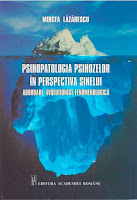 MIRCEA LĂZĂRESCU
PSIHOPATOLOGIA PSIHOZELOR
ÎN PERSPECTIVA SINELUI
ABORDARE EVOLUȚIONIST-FENOMENOLOGICĂ
EDITURA ACADEMIEI ROMÂNE